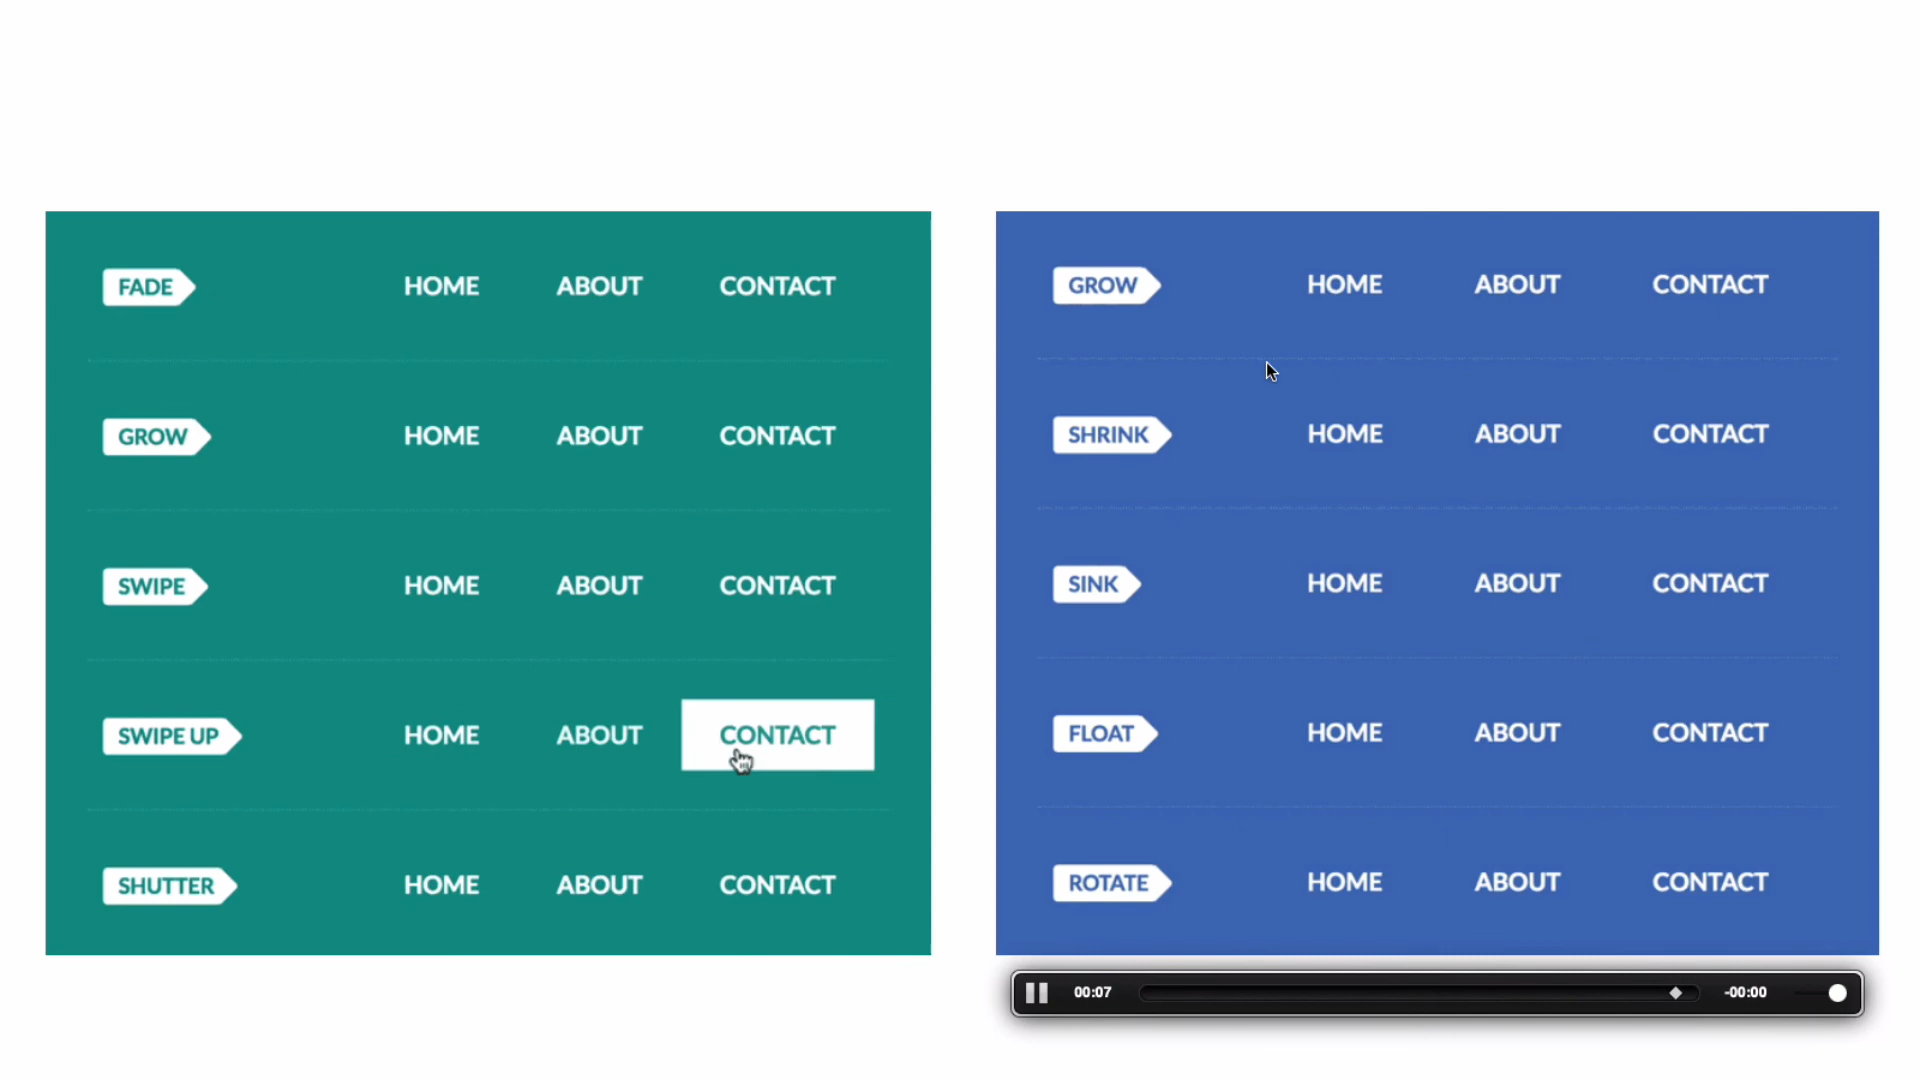 FADE HOME ABOUT CONTACT
GROW HOME ABOUT CONTACT
SWIPE HOME ABOUT CONTACT
SWIPE UP HOME ABOUT CONTACT
SHUTTER HOME ABOUT CONTACT
GROW HOME ABOUT CONTACT
SHRINK HOME ABOUT CONTACT
SINK HOME ABOUT CONTACT
FLOAT HOME ABOUT CONTACT
ROTATE HOME ABOUT CONTACT
00:07 -00:00